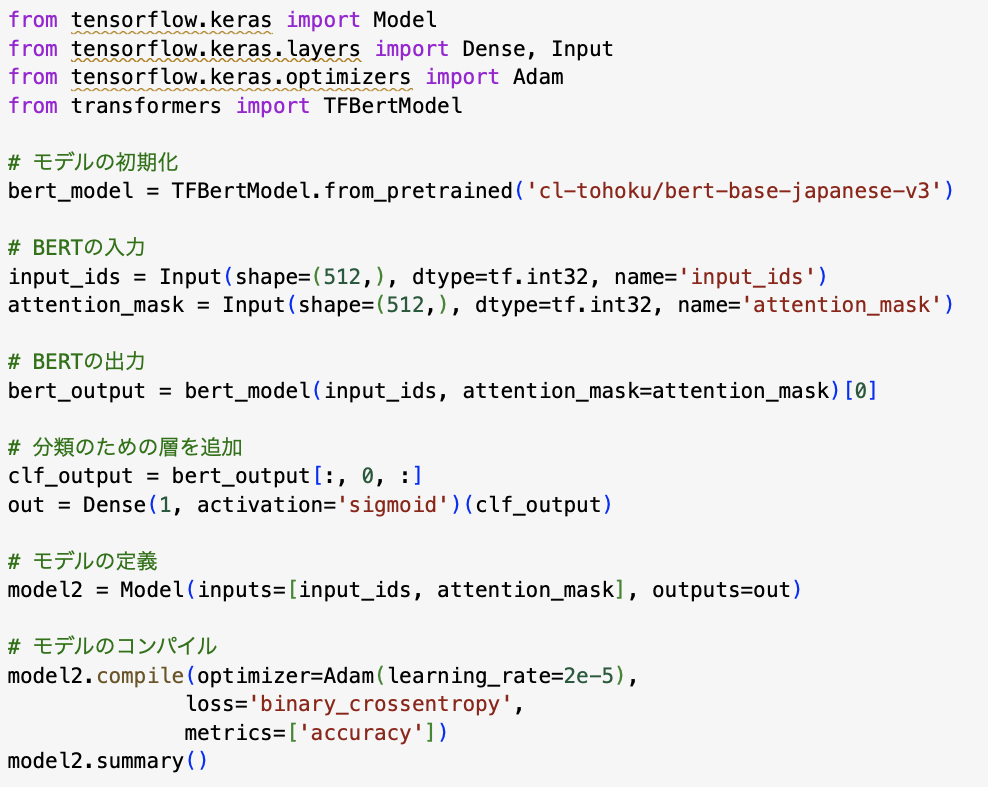 from tensorflow.keras import Model
from tensorflow.keras.layers import Dense, Input
from tensorflow.keras.optimizers import Adam
from transformers import TFBertModel

# モデルの初期化
bert_model = TFBertModel.from_pretrained('cl-tohoku/bert-base-japanese-v3')

# BERTの入力
input_ids = Input(shape=(512,), dtype=tf.int32, name='input_ids')
attention_mask = Input(shape=(512,), dtype=tf.int32, name='attention_mask')

# BERTの出力
bert_output = bert_model(input_ids, attention_mask=attention_mask)[0]

# 分類のための層を追加
clf_output = bert_output[:, 0, :]
out = Dense(1, activation='sigmoid')(clf_output)

# モデルの定義
model2 = Model(inputs=[input_ids, attention_mask], outputs=out)

# モデルのコンパイル
model2.compile(optimizer=Adam(learning_rate=2e-5),
              loss='binary_crossentropy',
              metrics=['accuracy'])
model2.summary()